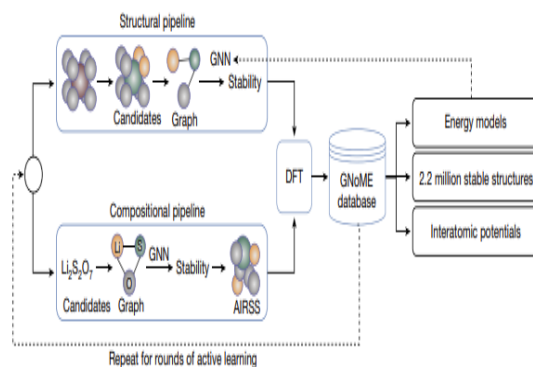 Structural pipeline
GNN
Candidates
Graph
Stability
Energy models
DFT
GNoME
database
2.2 million stable structures
Interatomic potentials
Compositional pipeline
Li
S
O
Li₂S₂O₇
GNN
Stability
Candidates
Graph
AIRSS
Repeat for rounds of active learning